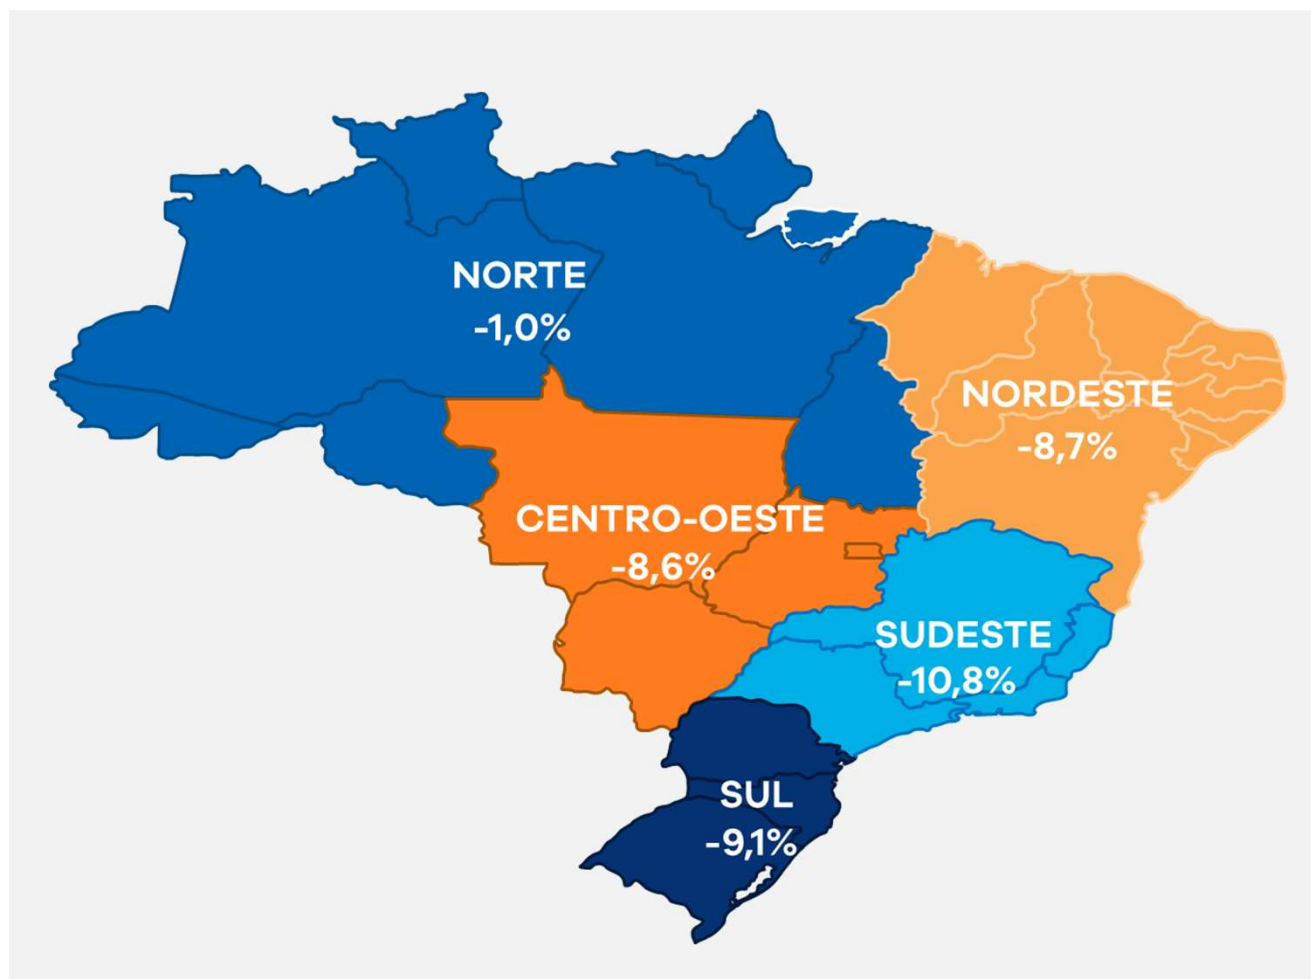 NORTE
-1,0%
NORDESTE
-8,7%
CENTRO-OESTE
-8,6%
SUDESTE
-10,8%
SUL
-9,1%